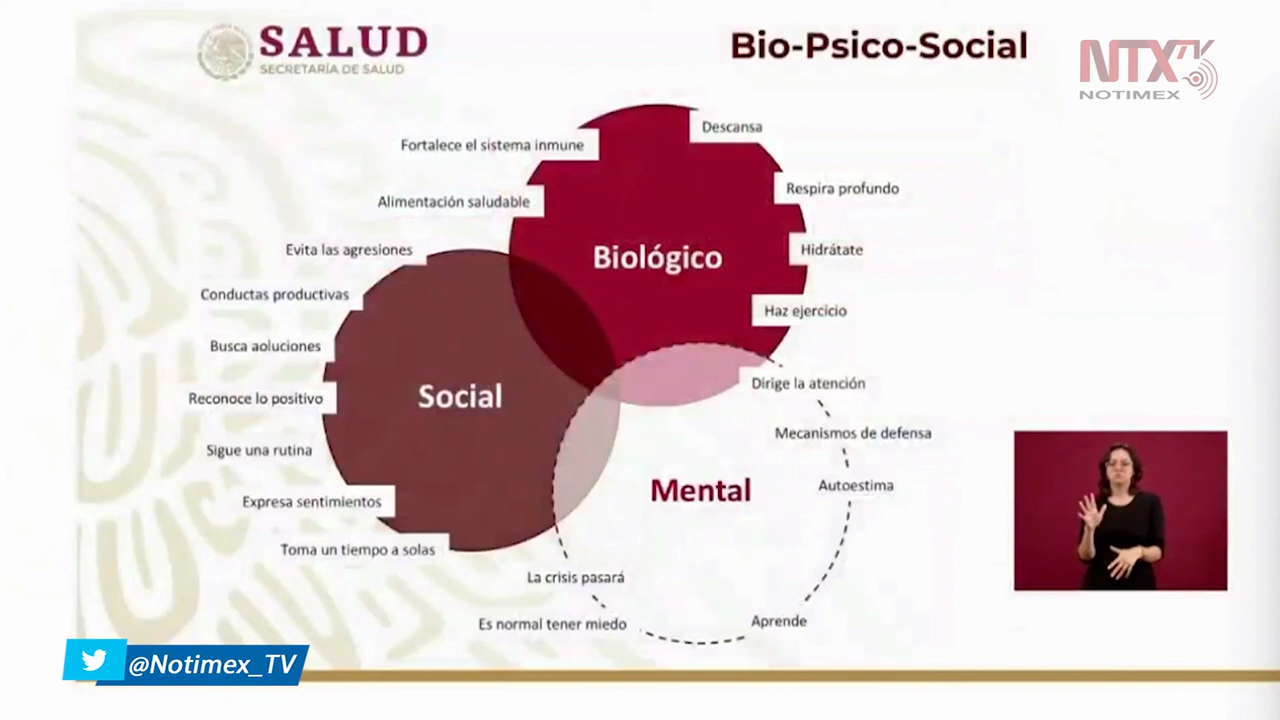 SALUD
SECRETARÍA DE SALUD
Bio-Psico-Social
NTXTV
NOTIMEX
Descansa
Fortalece el sistema inmune
Respira profundo
Alimentación saludable
Evita las agresiones
Hidrátate
Biológico
Conductas productivas
Haz ejercicio
Busca aoluciones
Dirige la atención
Reconoce lo positivo
Social
Mecanismos de defensa
Sigue una rutina
Autoestima
Mental
Expresa sentimientos
Toma un tiempo a solas
La crisis pasará
Es normal tener miedo
Aprende
@Notimex_TV